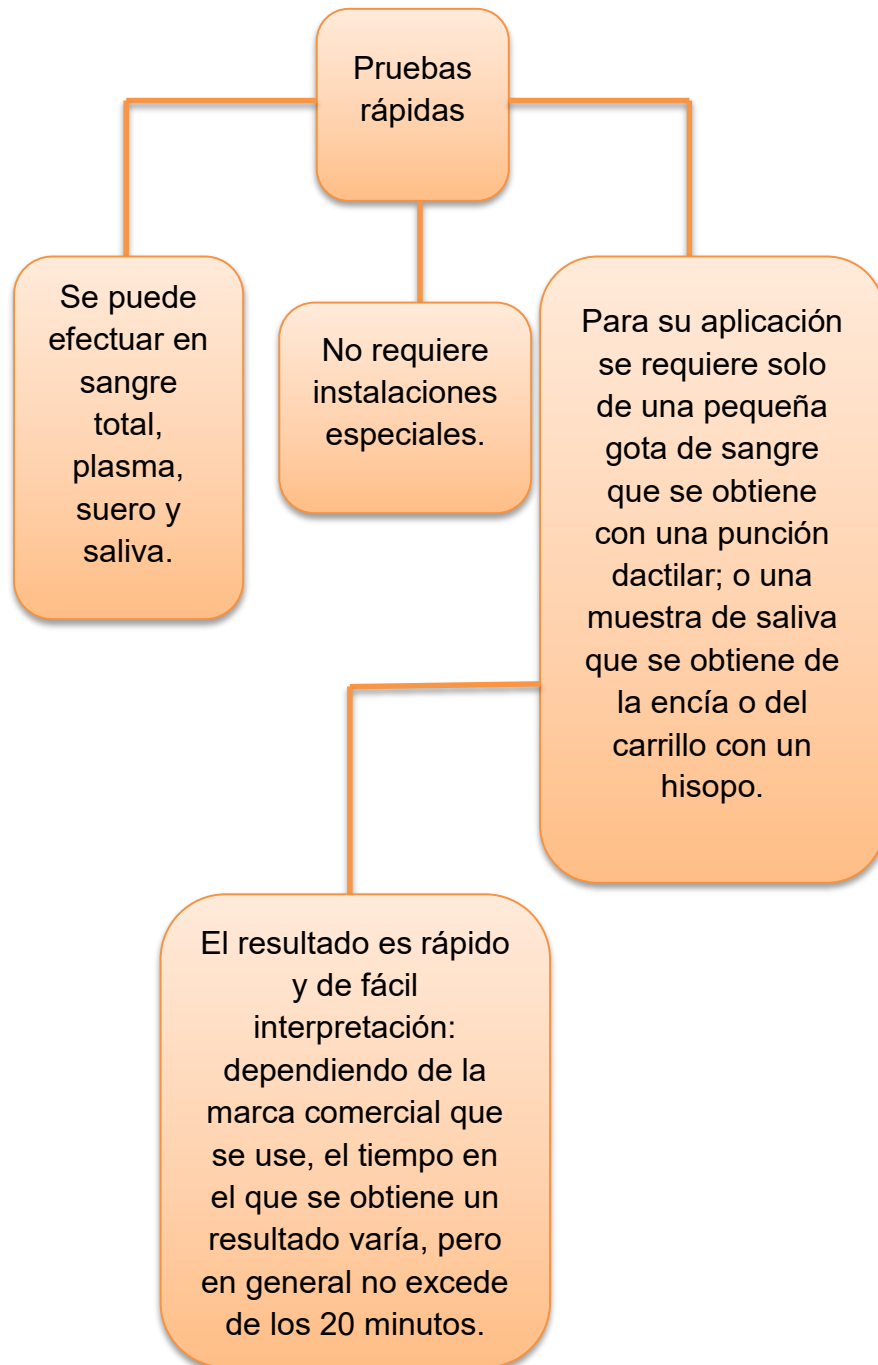 Pruebas
rápidas
Se puede
efectuar en
sangre
total,
plasma,
suero y
saliva.
No requiere
instalaciones
especiales.
Para su aplicación
se requiere solo
de una pequeña
gota de sangre
que se obtiene
con una punción
dactilar; o una
muestra de saliva
que se obtiene de
la encía o del
carrillo con un
hisopo.
El resultado es rápido
y de fácil
interpretación:
dependiendo de la
marca comercial que
se use, el tiempo en
el que se obtiene un
resultado varía, pero
en general no excede
de los 20 minutos.